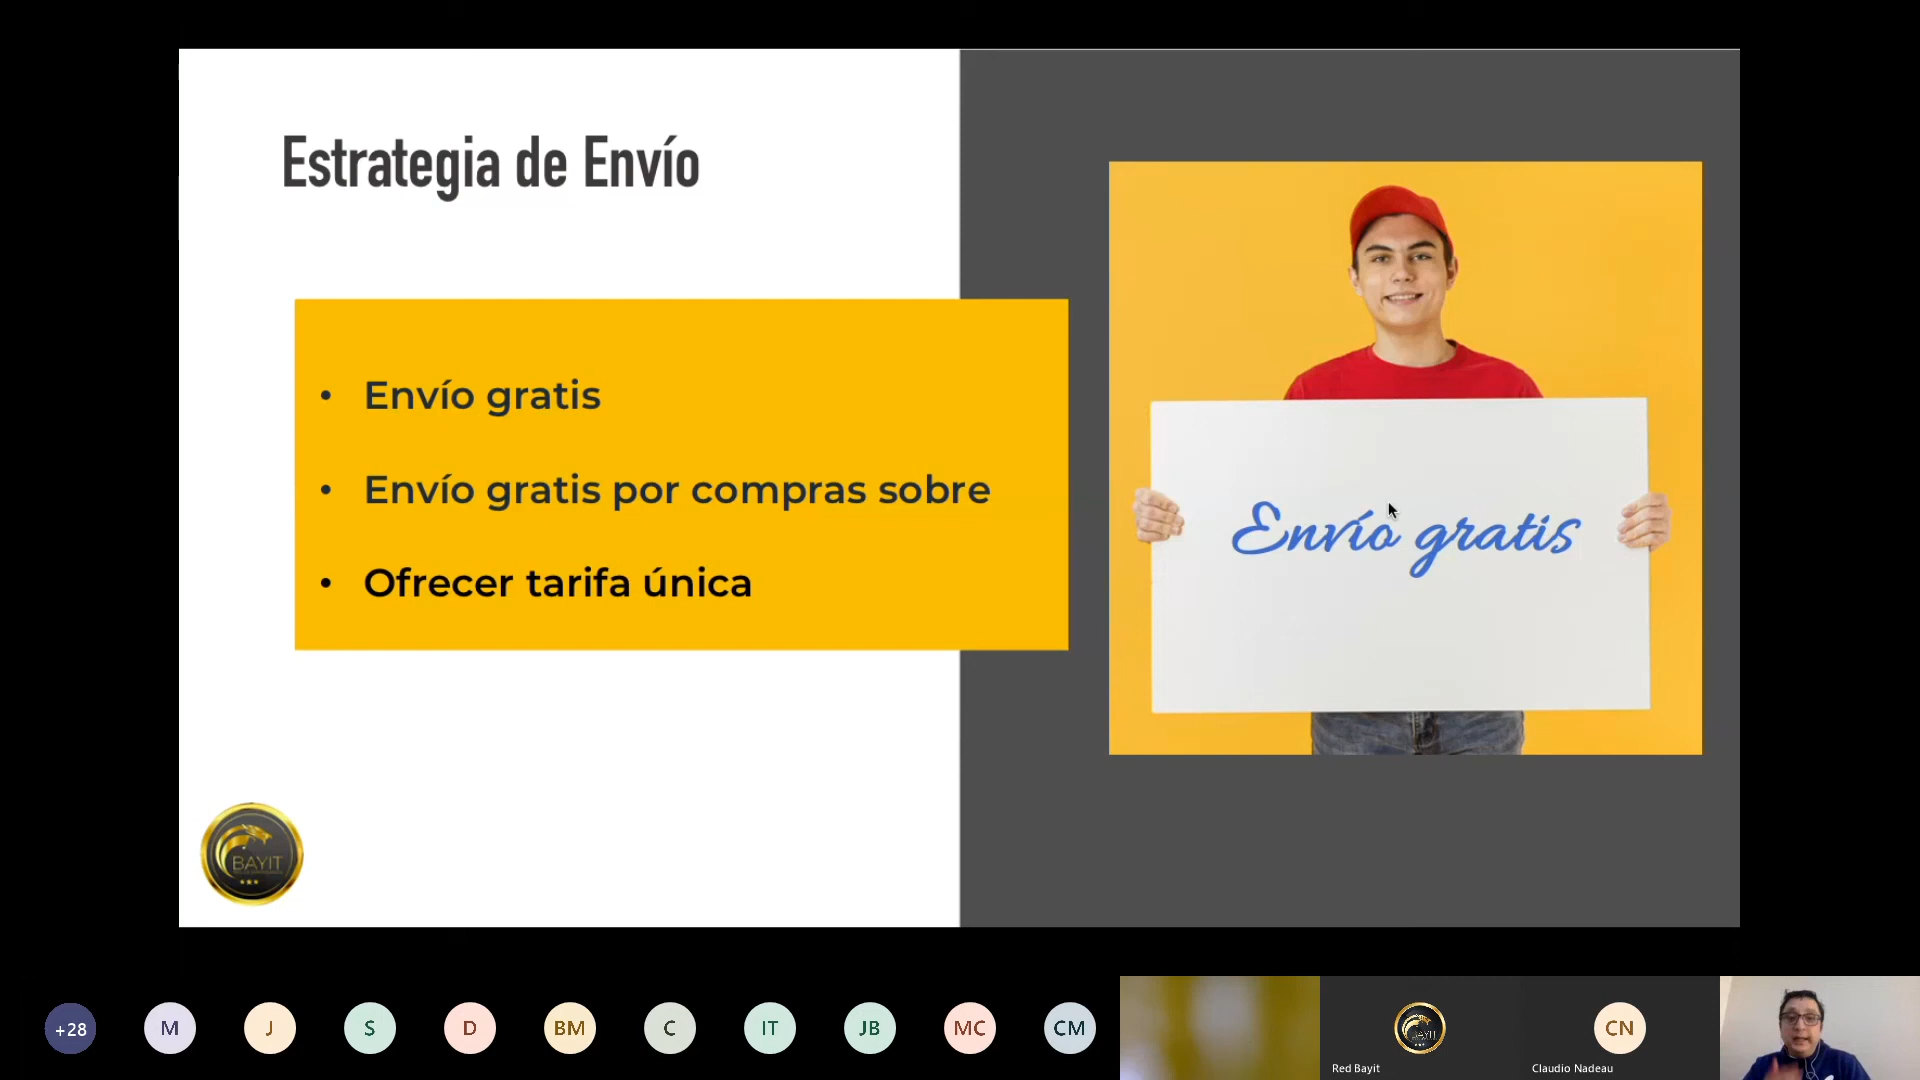 Estrategia de Envío
• Envío gratis
• Envío gratis por compras sobre
• Ofrecer tarifa única
Envío gratis
BAYIT
+28
M
J
S
D
BM
C
IT
JB
MC
CM
BAYIT
Red Bayit
CN
Claudio Nadeau